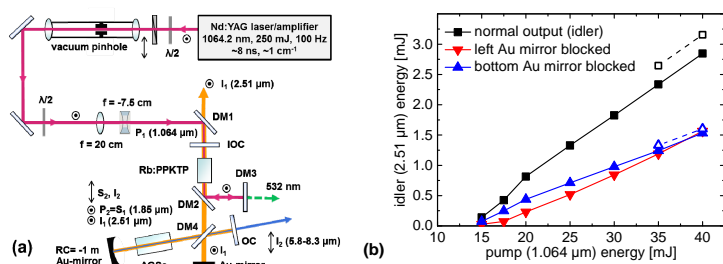 Nd:YAG laser/amplifier
1064.2 nm, 250 mJ, 100 Hz
~8 ns, ~1 cm⁻¹
vacuum pinhole
λ/2
λ/2
f = -7.5 cm
f = 20 cm
P₁ (1.064 µm)
I₁ (2.51 µm)
DM1
IOC
Rb:PPKTP
DM3
532 nm
DM2
S₂, I₂
P₂=S₁ (1.85 µm)
I₁ (2.51 µm)
DM4
OC
I₂ (5.8-8.3 µm)
I₁
RC= -1 m
Au-mirror
(a)
normal output (idler)
left Au mirror blocked
bottom Au mirror blocked
idler (2.51 µm) energy [mJ]
3.5
3.0
2.5
2.0
1.5
1.0
0.5
0.0
10 15 20 25 30 35 40
pump (1.064 µm) energy [mJ]
(b)